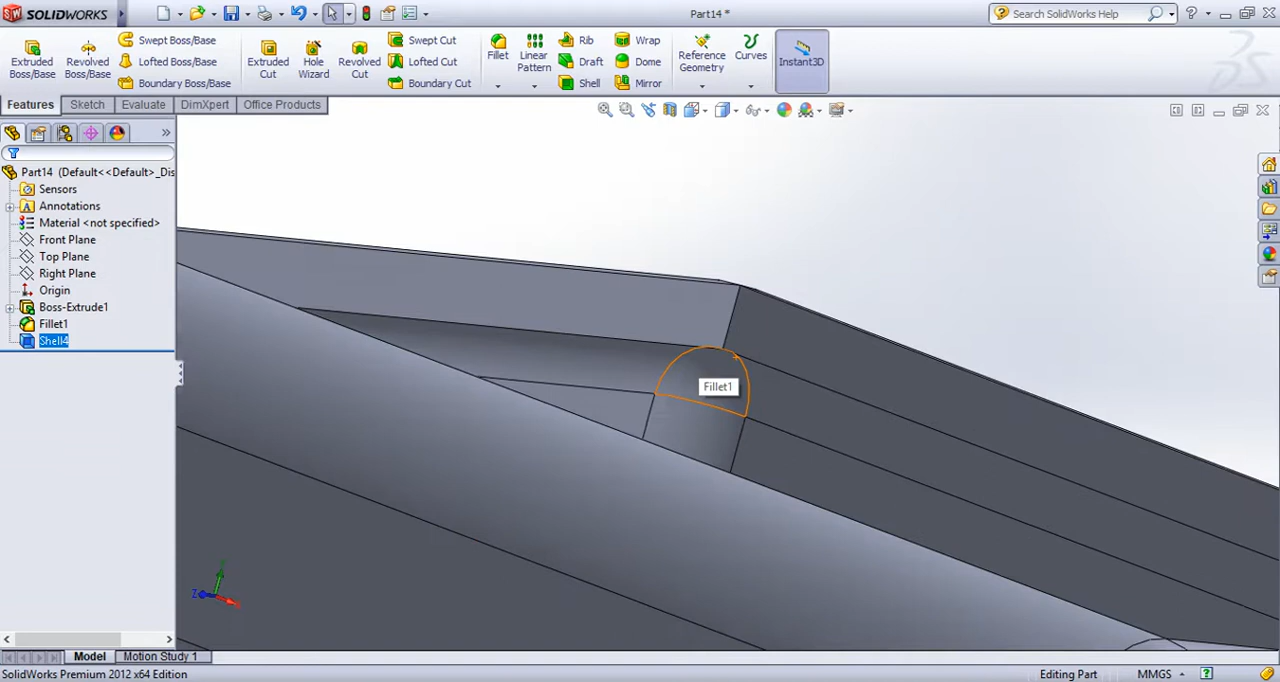 SOLIDWORKS
Part14 *
Search SolidWorks Help
Extruded Boss/Base
Revolved Boss/Base
Swept Boss/Base
Lofted Boss/Base
Boundary Boss/Base
Extruded Cut
Hole Wizard
Revolved Cut
Swept Cut
Lofted Cut
Boundary Cut
Fillet
Linear Pattern
Rib
Draft
Shell
Wrap
Dome
Mirror
Reference Geometry
Curves
Instant3D
Features
Sketch
Evaluate
DimXpert
Office Products
Part14 (Default<<Default>_Dis
Sensors
Annotations
Material <not specified>
Front Plane
Top Plane
Right Plane
Origin
Boss-Extrude1
Fillet1
Shell4
Fillet1
Z
Model
Motion Study 1
SolidWorks Premium 2012 x64 Edition
Editing Part
MMGS